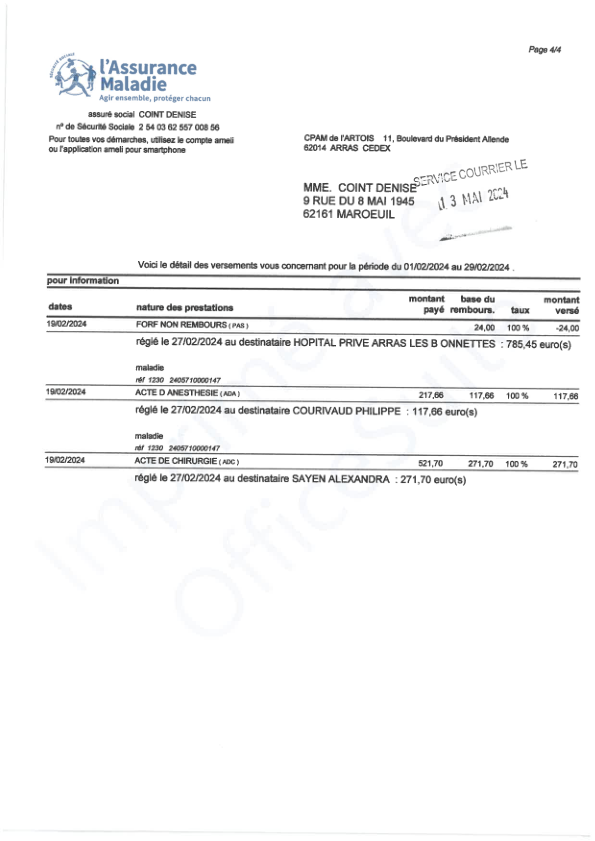 Page 4/4
SÉCURITÉ SOCIALE
l'Assurance
Maladie
Agir ensemble, protéger chacun
assuré social COINT DENISE
n° de Sécurité Sociale 2 54 03 62 557 008 56
Pour toutes vos démarches, utilisez le compte ameli
ou l'application ameli pour smartphone
CPAM de l'ARTOIS 11, Boulevard du Président Allende
62014 ARRAS CEDEX
SERVICE COURRIER LE
13 MAI 2024
MME. COINT DENISE
9 RUE DU 8 MAI 1945
62161 MAROEUIL
Voici le détail des versements vous concernant pour la période du 01/02/2024 au 29/02/2024 .
pour information
dates nature des prestations montant payé base du rembours. taux montant versé
19/02/2024 FORF NON REMBOURS ( PAS ) 24,00 100 % -24,00
réglé le 27/02/2024 au destinataire HOPITAL PRIVE ARRAS LES B ONNETTES : 785,45 euro(s)
maladie
réf 1230 2405710000147
19/02/2024 ACTE D ANESTHESIE ( ADA ) 217,66 117,66 100 % 117,66
réglé le 27/02/2024 au destinataire COURIVAUD PHILIPPE : 117,66 euro(s)
maladie
réf 1230 2405710000147
19/02/2024 ACTE DE CHIRURGIE ( ADC ) 521,70 271,70 100 % 271,70
réglé le 27/02/2024 au destinataire SAYEN ALEXANDRA : 271,70 euro(s)
Imprimé avec
OfficeSuite